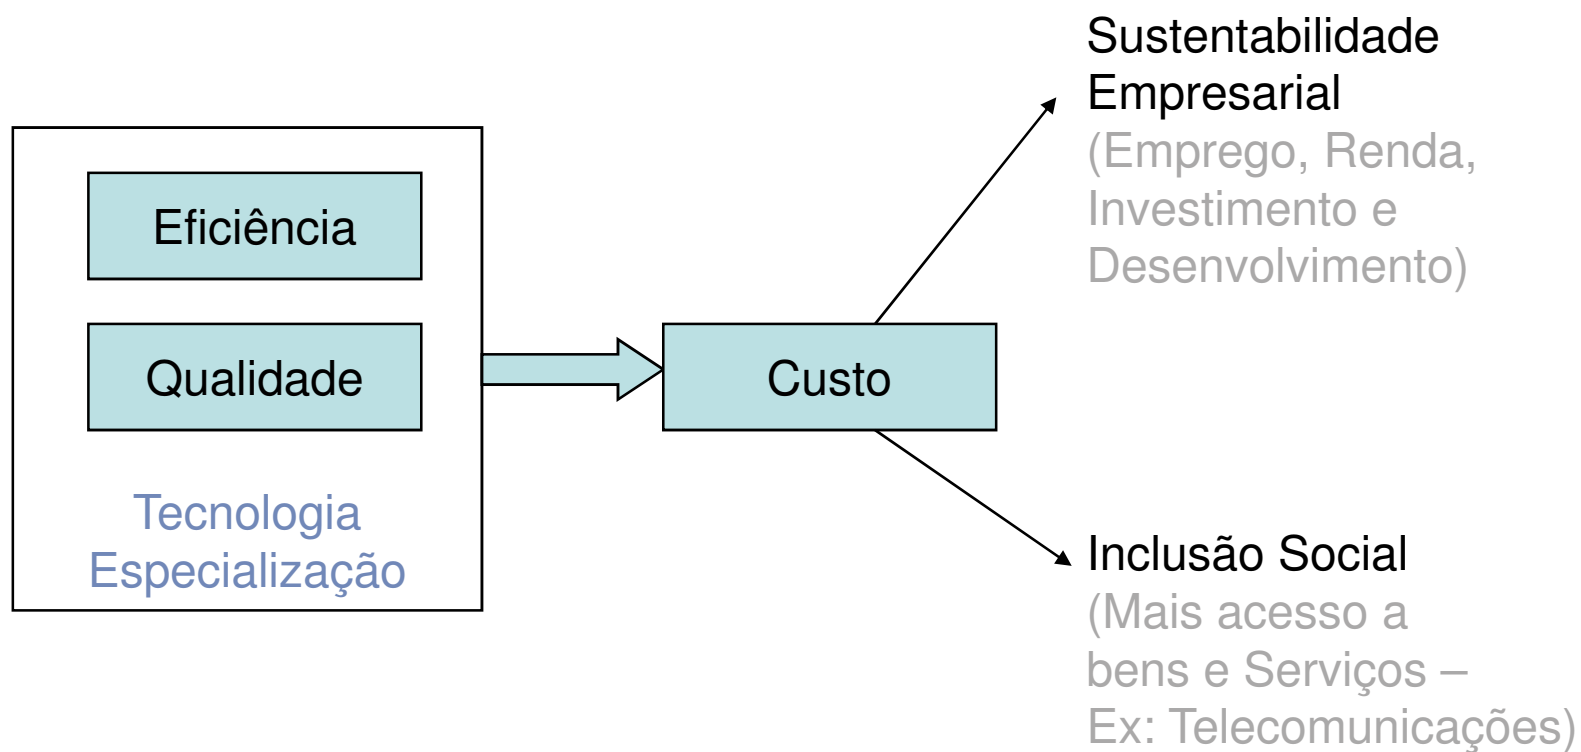 Eficiência
Qualidade
Tecnologia
Especialização
Custo
Sustentabilidade
Empresarial
(Emprego, Renda,
Investimento e
Desenvolvimento)
Inclusão Social
(Mais acesso a
bens e Serviços –
Ex: Telecomunicações)